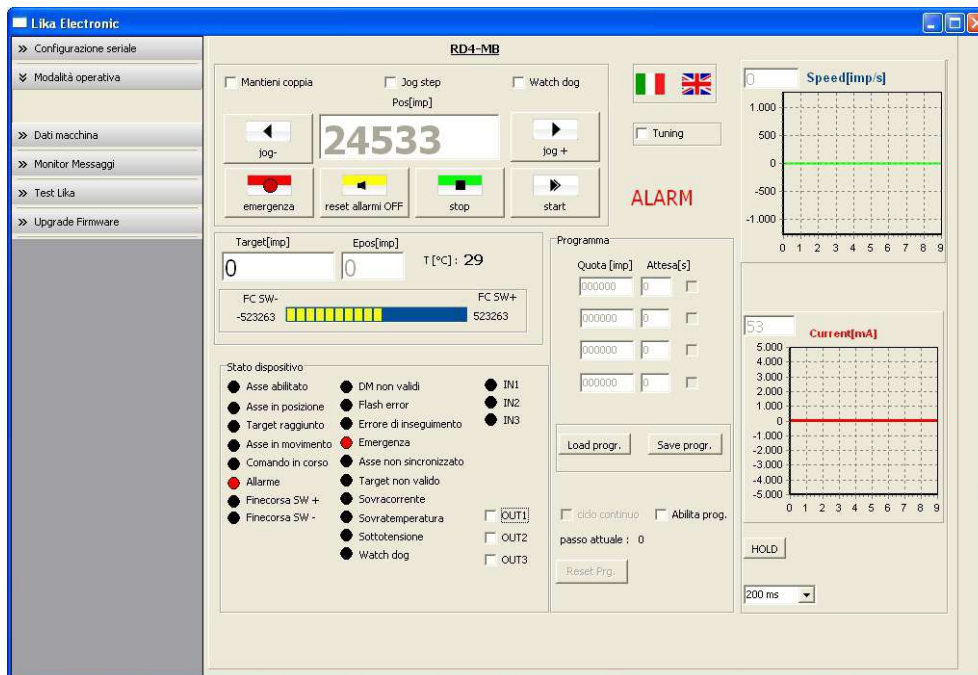 Lika Electronic
Configurazione seriale
Modalità operativa
Dati macchina
Monitor Messaggi
Test Lika
Upgrade Firmware
RD4-MB
Mantieni coppia
Jog step
Watch dog
Pos[imp]
jog-
24533
jog +
emergenza
reset allarmi OFF
stop
start
Tuning
ALARM
Target[imp]
Epos[imp]
0
0
T [°C] : 29
FC SW-
FC SW+
-523263
523263
Stato dispositivo
Asse abilitato
Asse in posizione
Target raggiunto
Asse in movimento
Comando in corso
Allarme
Finecorsa SW +
Finecorsa SW -
DM non validi
Flash error
Errore di inseguimento
Emergenza
Asse non sincronizzato
Target non valido
Sovracorrente
Sovratemperatura
Sottotensione
Watch dog
IN1
IN2
IN3
OUT1
OUT2
OUT3
Programma
Quota [imp] Attesa[s]
000000 0
000000 0
000000 0
000000 0
Load progr.
Save progr.
ciclo continuo
Abilita prog.
passo attuale : 0
Reset Prg.
0
Speed[imp/s]
1.000
500
0
-500
-1.000
0 1 2 3 4 5 6 7 8 9
53
Current[mA]
5.000
4.000
3.000
2.000
1.000
0
-1.000
-2.000
-3.000
-4.000
-5.000
0 1 2 3 4 5 6 7 8 9
HOLD
200 ms